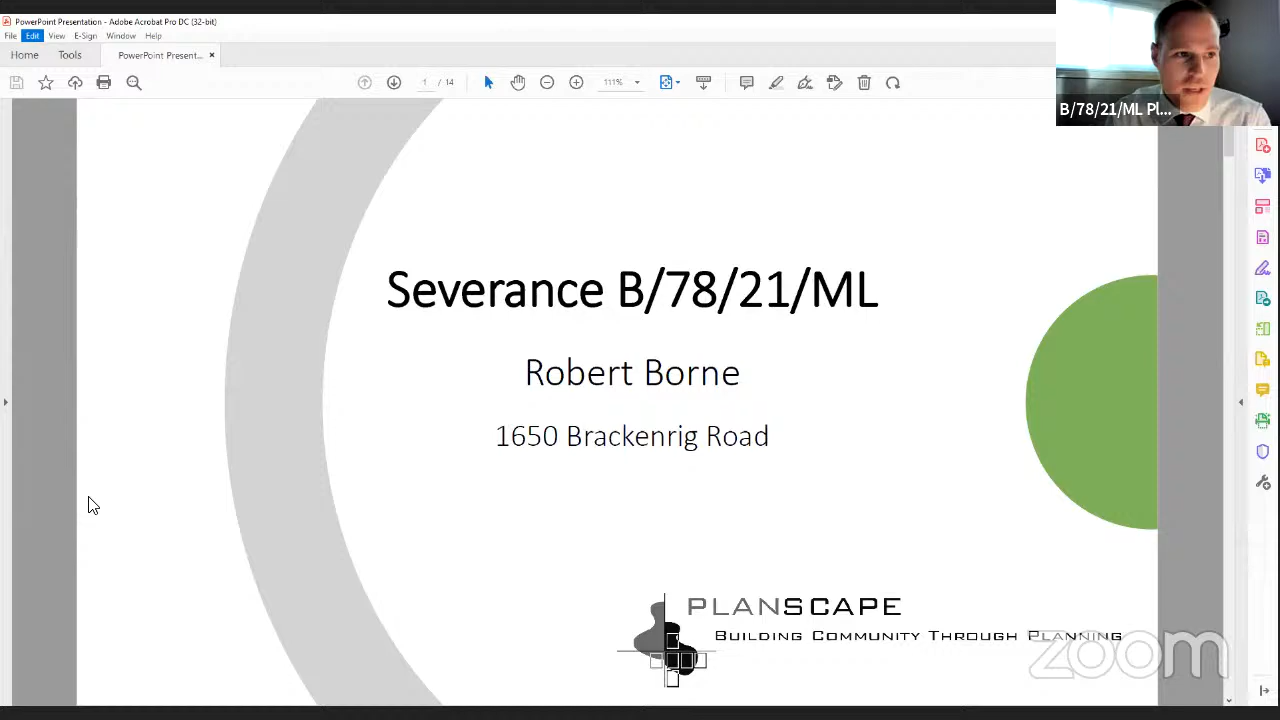 PowerPoint Presentation - Adobe Acrobat Pro DC (32-bit)
File Edit View E-Sign Window Help
Home Tools PowerPoint Present... ×
1 / 14 111%
B/78/21/ML Pl...
Severance B/78/21/ML
Robert Borne
1650 Brackenrig Road
PLANSCAPE
BUILDING COMMUNITY THROUGH PLANNING
zoom